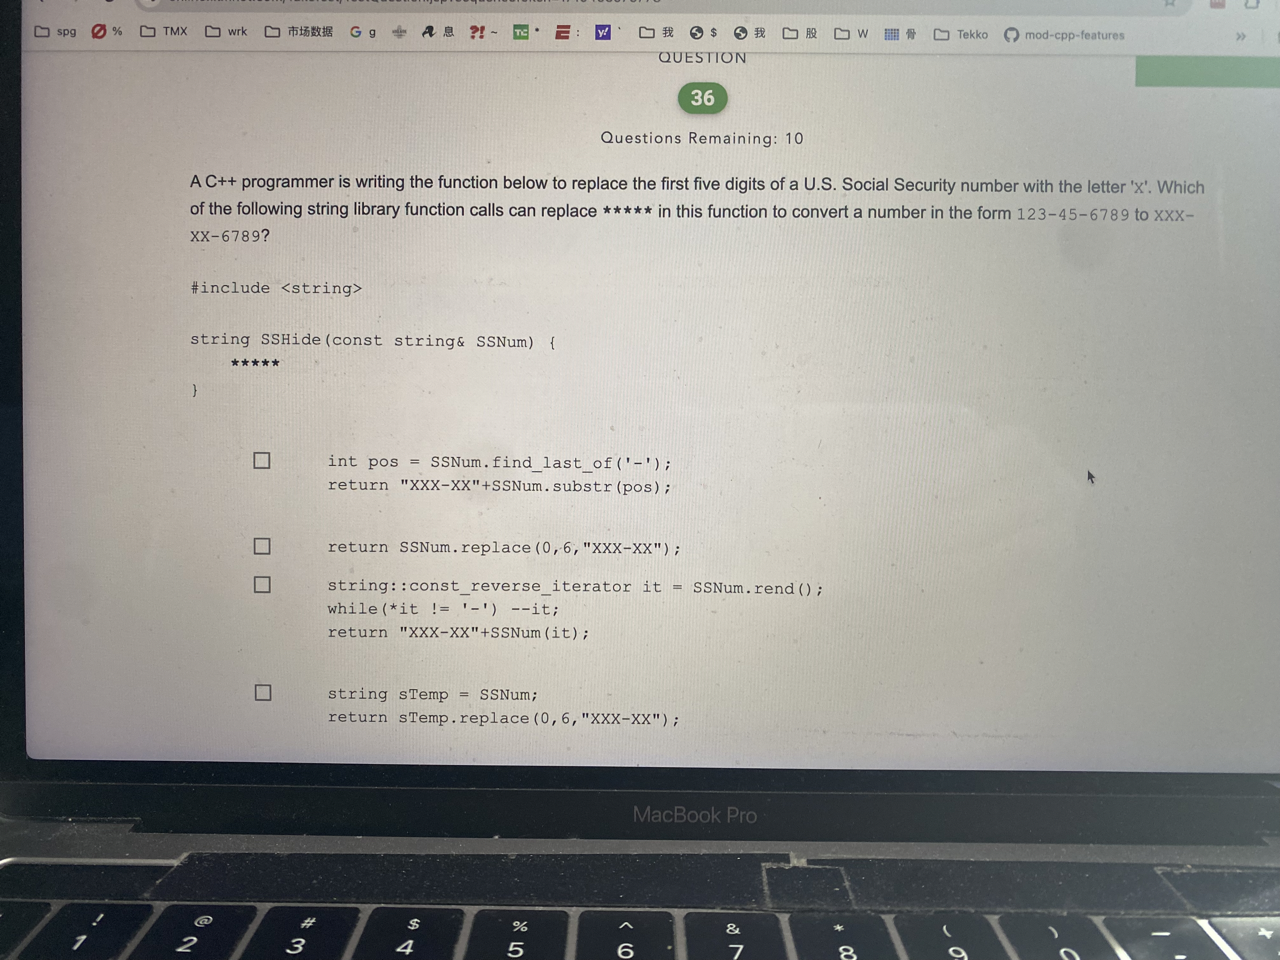 spg % TMX wrk 市场数据 G g 息 ?! ~ TC • E : y! ` 我 $ 我 股 W 骨 Tekko mod-cpp-features »
QUESTION
36
Questions Remaining: 10
A C++ programmer is writing the function below to replace the first five digits of a U.S. Social Security number with the letter 'X'. Which
of the following string library function calls can replace ***** in this function to convert a number in the form 123-45-6789 to XXX-
XX-6789?
#include <string>
string SSHide(const string& SSNum) {
*****
}
int pos = SSNum.find_last_of('-');
return "XXX-XX"+SSNum.substr(pos);
return SSNum.replace(0,6,"XXX-XX");
string::const_reverse_iterator it = SSNum.rend();
while(*it != '-') --it;
return "XXX-XX"+SSNum(it);
string sTemp = SSNum;
return sTemp.replace(0,6,"XXX-XX");
MacBook Pro
! @ # $ % ^ & * ( ) —
1 2 3 4 5 6 7 8 9 0 -